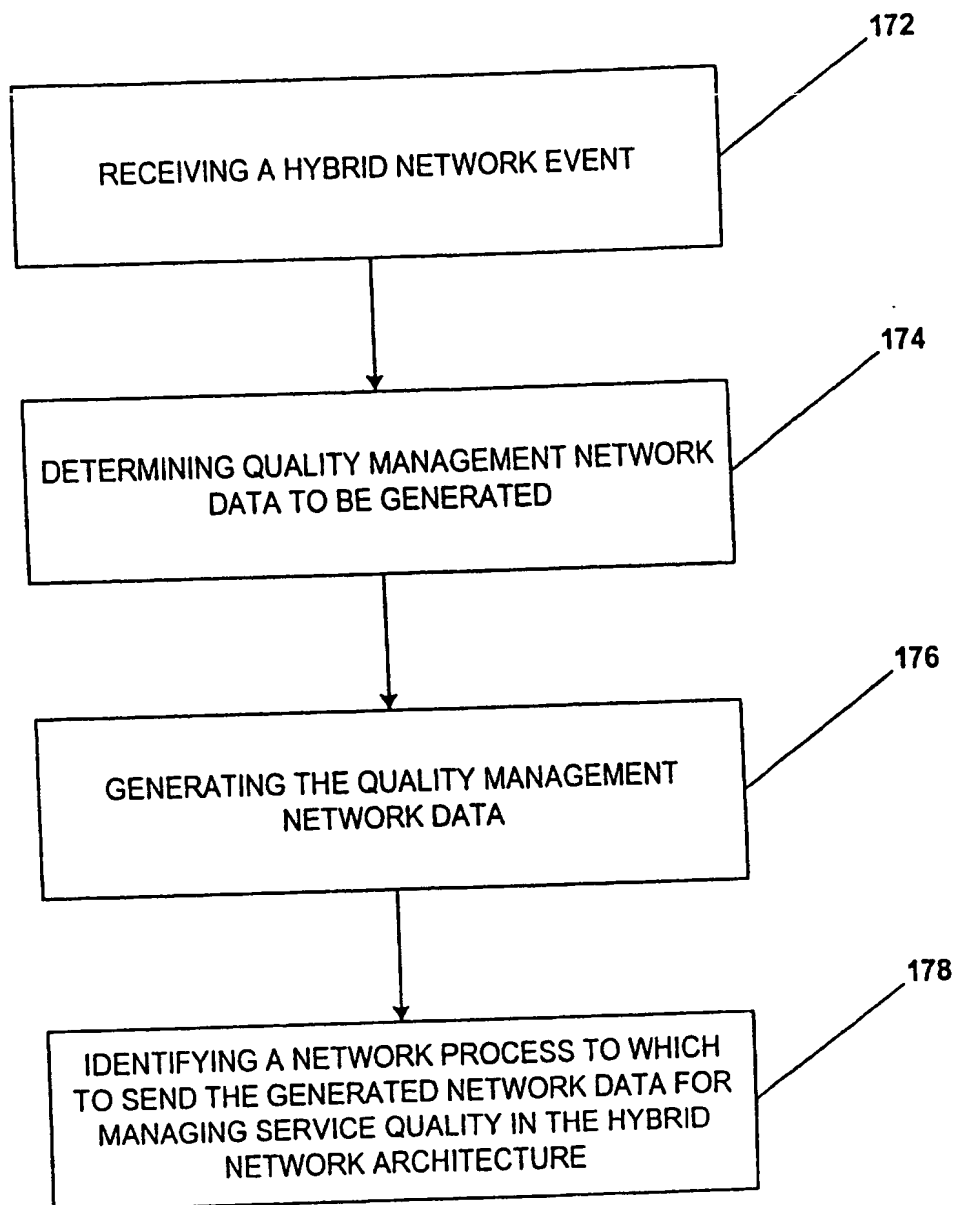 172
RECEIVING A HYBRID NETWORK EVENT
174
DETERMINING QUALITY MANAGEMENT NETWORK
DATA TO BE GENERATED
176
GENERATING THE QUALITY MANAGEMENT
NETWORK DATA
178
IDENTIFYING A NETWORK PROCESS TO WHICH
TO SEND THE GENERATED NETWORK DATA FOR
MANAGING SERVICE QUALITY IN THE HYBRID
NETWORK ARCHITECTURE